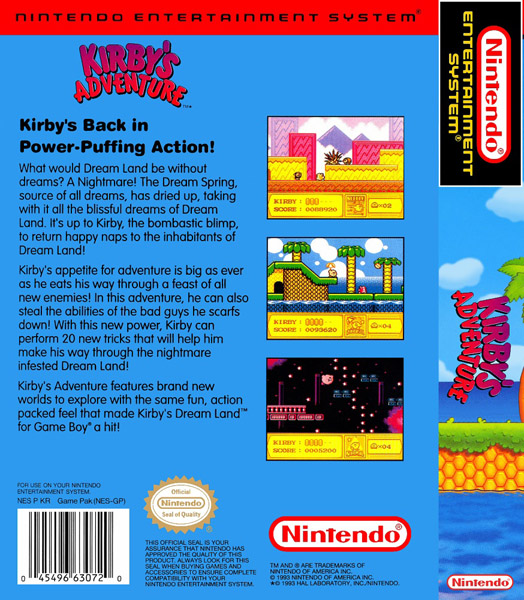 NINTENDO ENTERTAINMENT SYSTEM®
KIRBY'S
ADVENTURE™
Kirby's Back in
Power-Puffing Action!
What would Dream Land be without
dreams? A Nightmare! The Dream Spring,
source of all dreams, has dried up, taking
with it all the blissful dreams of Dream
Land. It's up to Kirby, the bombastic blimp,
to return happy naps to the inhabitants of
Dream Land!
Kirby's appetite for adventure is big as ever
as he eats his way through a feast of all
new enemies! In this adventure, he can also
steal the abilities of the bad guys he scarfs
down! With this new power, Kirby can
perform 20 new tricks that will help him
make his way through the nightmare
infested Dream Land!
Kirby's Adventure features brand new
worlds to explore with the same fun, action
packed feel that made Kirby's Dream Land™
for Game Boy® a hit!
KIRBY :
SCORE : 0088920
×02
KIRBY :
SCORE : 0093620
×04
KIRBY :
SCORE : 0005200
×04
FOR USE ON YOUR NINTENDO
ENTERTAINMENT SYSTEM
NES P KR Game Pak(NES-GP)
0 45496 63072 0
Official
Nintendo
Seal of Quality
THIS OFFICIAL SEAL IS YOUR
ASSURANCE THAT NINTENDO HAS
APPROVED THE QUALITY OF THIS
PRODUCT. ALWAYS LOOK FOR THIS
SEAL WHEN BUYING GAMES AND
ACCESSORIES TO ENSURE COMPLETE
COMPATIBILITY WITH YOUR
NINTENDO ENTERTAINMENT SYSTEM.
Nintendo®
TM AND ® ARE TRADEMARKS OF
NINTENDO OF AMERICA INC.
© 1993 NINTENDO OF AMERICA INC.
★© 1993 HAL LABORATORY, INC./NINTENDO.
Nintendo®
ENTERTAINMENT
SYSTEM®
KIRBY'S
ADVENTURE
Nintendo